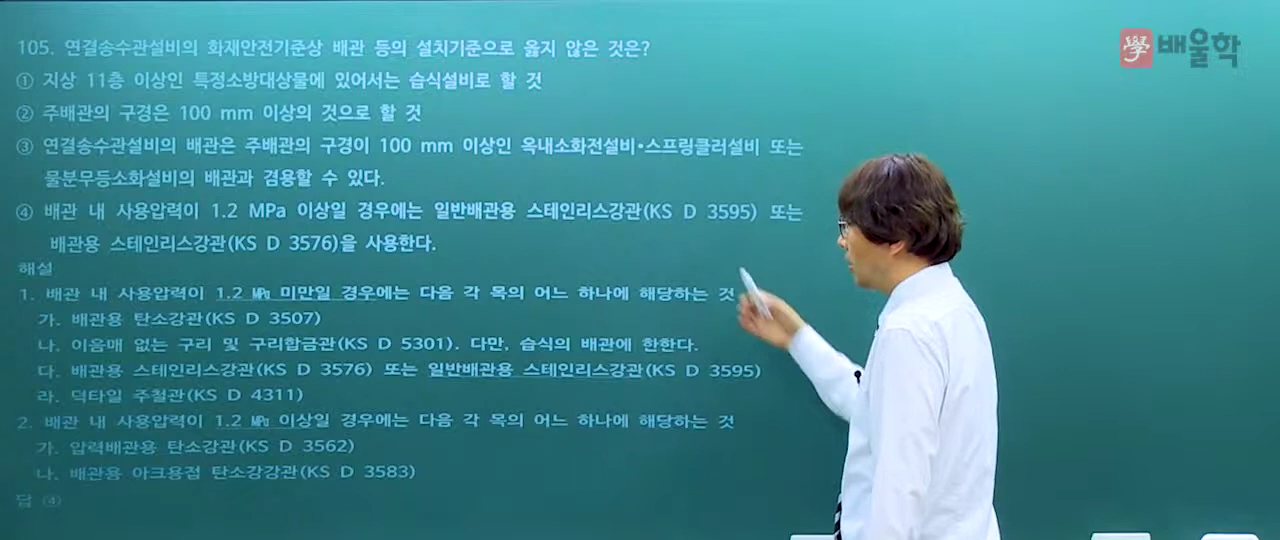 105. 연결송수관설비의 화재안전기준상 배관 등의 설치기준으로 옳지 않은 것은?
學 배울학
① 지상 11층 이상인 특정소방대상물에 있어서는 습식설비로 할 것
② 주배관의 구경은 100 mm 이상의 것으로 할 것
③ 연결송수관설비의 배관은 주배관의 구경이 100 mm 이상인 옥내소화전설비•스프링클러설비 또는
물분무등소화설비의 배관과 겸용할 수 있다.
④ 배관 내 사용압력이 1.2 MPa 이상일 경우에는 일반배관용 스테인리스강관(KS D 3595) 또는
배관용 스테인리스강관(KS D 3576)을 사용한다.
해설
1. 배관 내 사용압력이 1.2 ㎫ 미만일 경우에는 다음 각 목의 어느 하나에 해당하는 것
가. 배관용 탄소강관(KS D 3507)
나. 이음매 없는 구리 및 구리합금관(KS D 5301). 다만, 습식의 배관에 한한다.
다. 배관용 스테인리스강관(KS D 3576) 또는 일반배관용 스테인리스강관(KS D 3595)
라. 덕타일 주철관(KS D 4311)
2. 배관 내 사용압력이 1.2 ㎫ 이상일 경우에는 다음 각 목의 어느 하나에 해당하는 것
가. 압력배관용 탄소강관(KS D 3562)
나. 배관용 아크용접 탄소강강관(KS D 3583)
답 ④